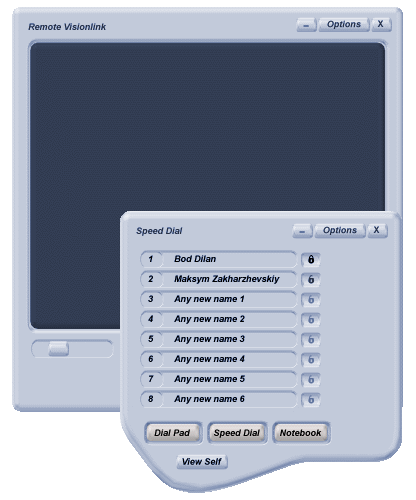 Remote Visionlink
Options X
Speed Dial
Options X
1 Bod Dilan
2 Maksym Zakharzhevskiy
3 Any new name 1
4 Any new name 2
5 Any new name 3
6 Any new name 4
7 Any new name 5
8 Any new name 6
Dial Pad Speed Dial Notebook
View Self